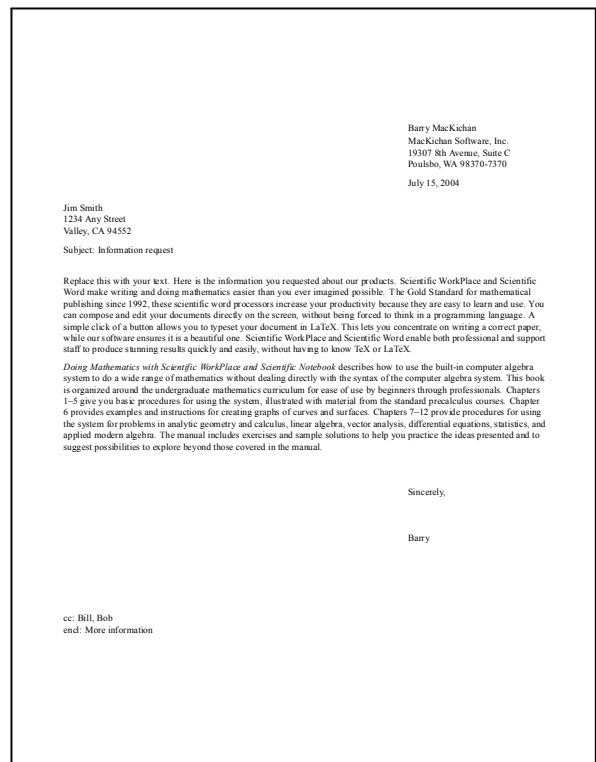 Barry MacKichan
MacKichan Software, Inc.
19307 8th Avenue, Suite C
Poulsbo, WA 98370-7370
July 15, 2004
Jim Smith
1234 Any Street
Valley, CA 94552
Subject: Information request
Replace this with your text. Here is the information you requested about our products. Scientific WorkPlace and Scientific
Word make writing and doing mathematics easier than you ever imagined possible. The Gold Standard for mathematical
publishing since 1992, these scientific word processors increase your productivity because they are easy to learn and use. You
can compose and edit your documents directly on the screen, without being forced to think in a programming language. A
simple click of a button allows you to typeset your document in LaTeX. This lets you concentrate on writing a correct paper,
while our software ensures it is a beautiful one. Scientific WorkPlace and Scientific Word enable both professional and support
staff to produce stunning results quickly and easily, without having to know TeX or LaTeX.
Doing Mathematics with Scientific WorkPlace and Scientific Notebook describes how to use the built-in computer algebra
system to do a wide range of mathematics without dealing directly with the syntax of the computer algebra system. This book
is organized around the undergraduate mathematics curriculum for ease of use by beginners through professionals. Chapters
1–5 give you basic procedures for using the system, illustrated with material from the standard precalculus courses. Chapter
6 provides examples and instructions for creating graphs of curves and surfaces. Chapters 7–12 provide procedures for using
the system for problems in analytic geometry and calculus, linear algebra, vector analysis, differential equations, statistics, and
applied modern algebra. The manual includes exercises and sample solutions to help you practice the ideas presented and to
suggest possibilities to explore beyond those covered in the manual.
Sincerely,
Barry
cc: Bill, Bob
encl: More information